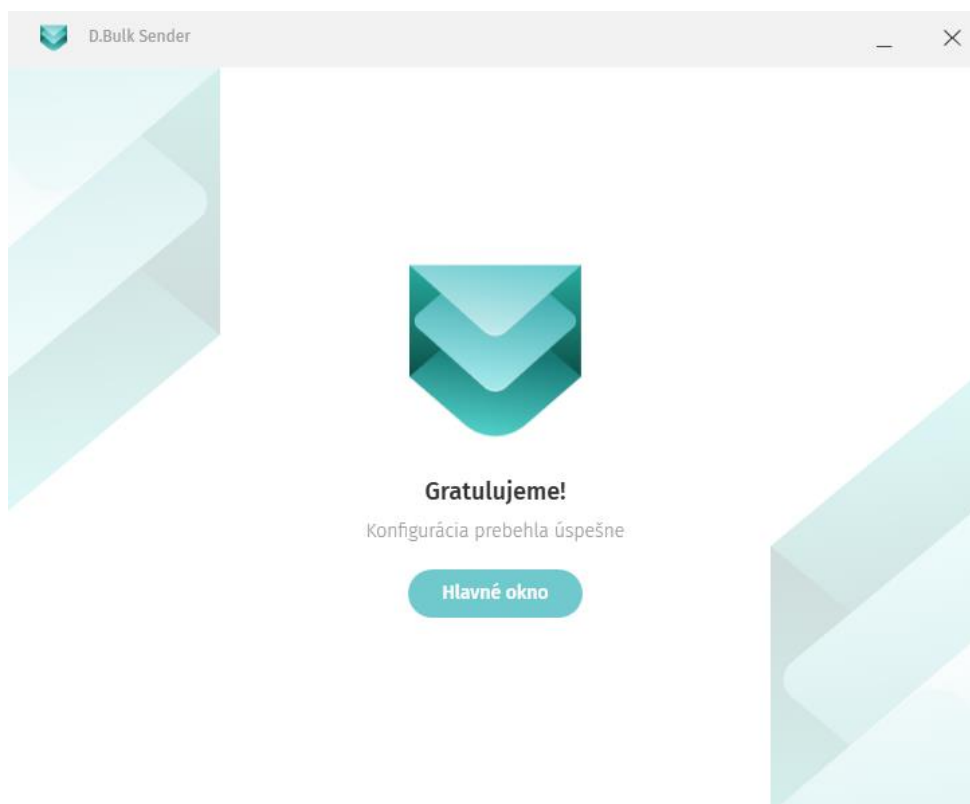 D.Bulk Sender
Gratulujeme!
Konfigurácia prebehla úspešne
Hlavné okno